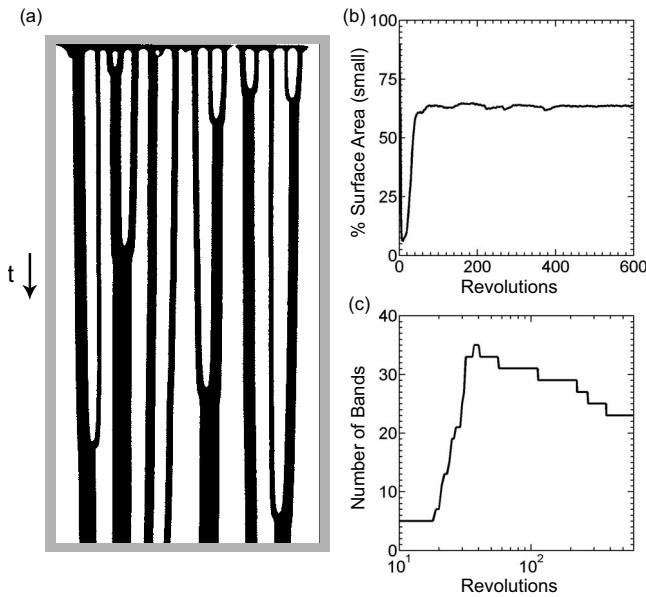 (a)
t
(b)
% Surface Area (small)
100
75
50
25
0
0
200
400
600
Revolutions
(c)
Number of Bands
40
30
20
10
0
10¹
10²
Revolutions